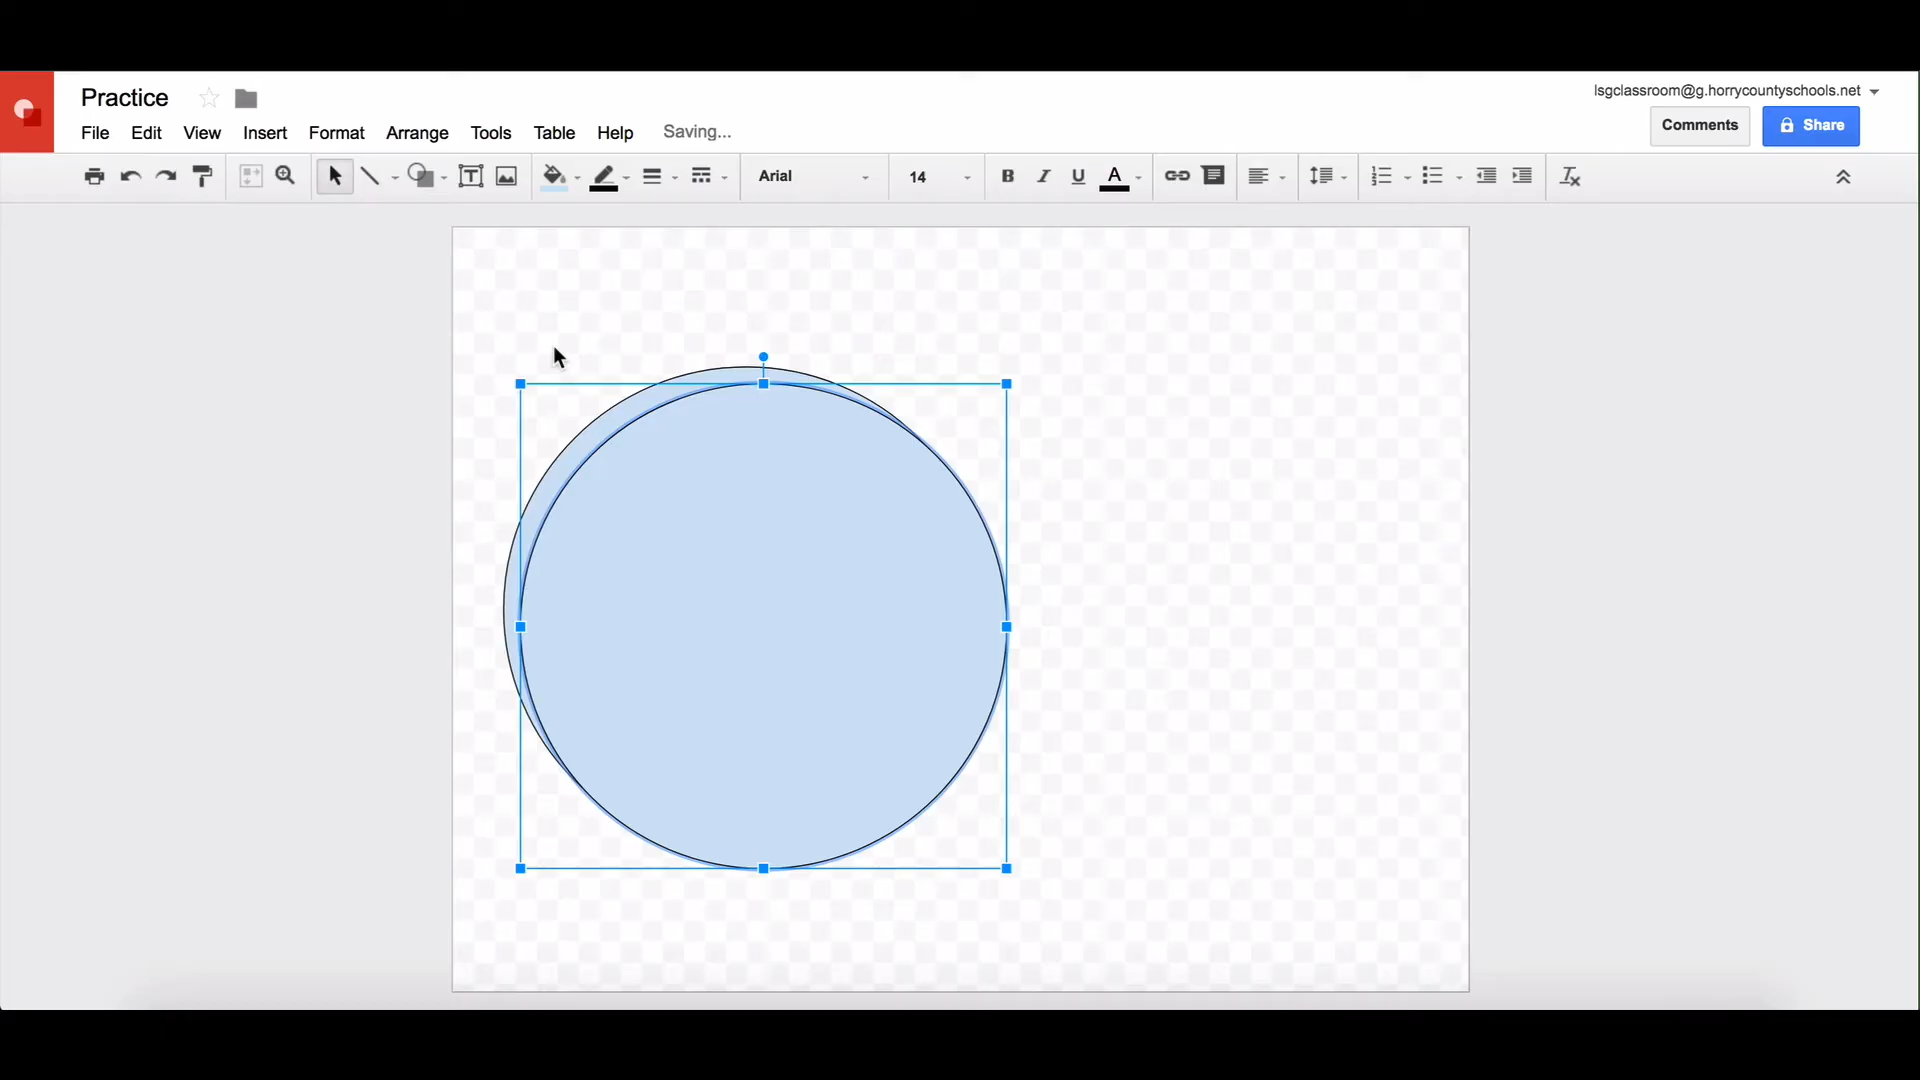 Practice
lsgclassroom@g.horrycountyschools.net
File Edit View Insert Format Arrange Tools Table Help Saving...
Comments Share
Arial 14 B I U A